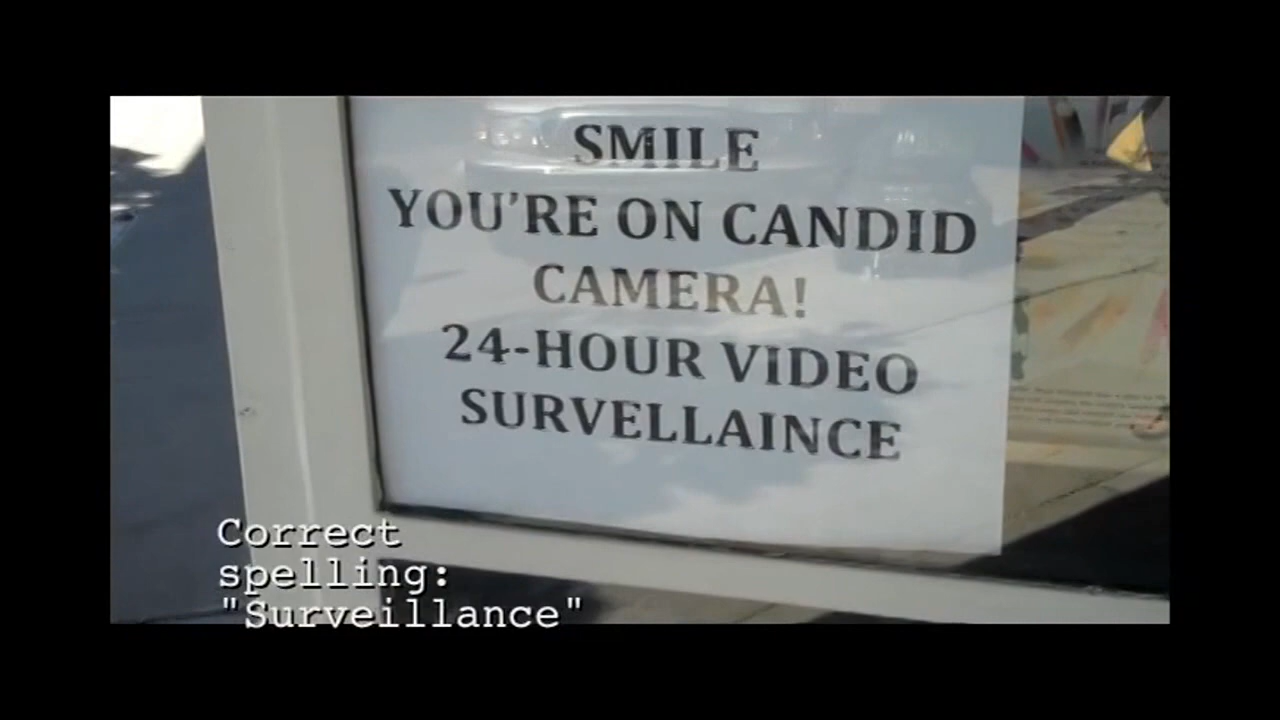 SMILE
YOU'RE ON CANDID
CAMERA!
24-HOUR VIDEO
SURVELLAINCE
Correct
spelling:
"Surveillance"